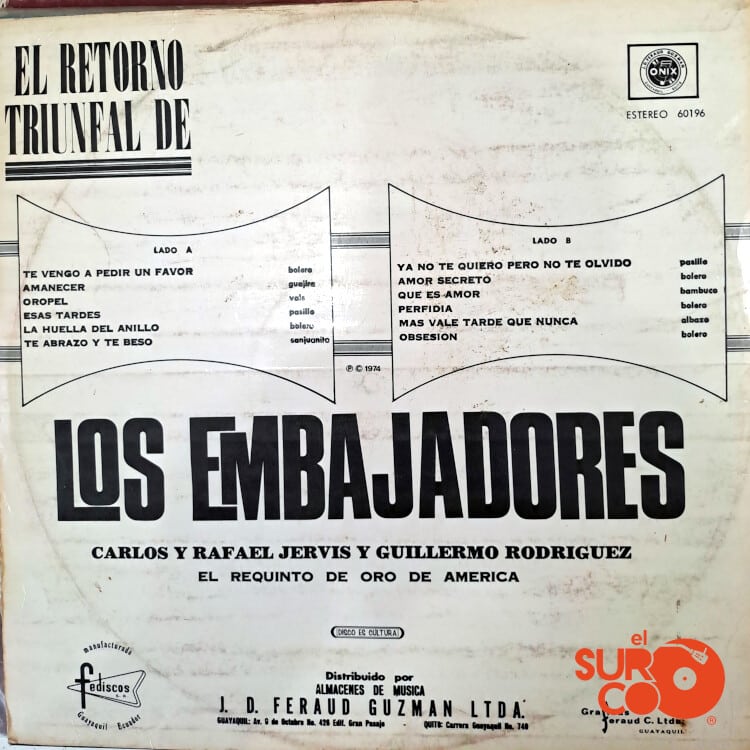 EL RETORNO
TRIUNFAL DE
ONIX
ESTEREO 60196
LADO A
TE VENGO A PEDIR UN FAVOR bolero
AMANECER guajira
OROPEL vals
ESAS TARDES pasillo
LA HUELLA DEL ANILLO bolero
TE ABRAZO Y TE BESO sanjuanito
LADO B
YA NO TE QUIERO PERO NO TE OLVIDO pasillo
AMOR SECRETO bolero
QUE ES AMOR bambuco
PERFIDIA bolero
MAS VALE TARDE QUE NUNCA albazo
OBSESION bolero
℗ © 1974
LOS EMBAJADORES
CARLOS Y RAFAEL JERVIS Y GUILLERMO RODRIGUEZ
EL REQUINTO DE ORO DE AMERICA
DISCO ES CULTURA
manufacturado
fediscos
S.A.
Guayaquil Ecuador
Distribuido por
ALMACENES DE MUSICA
J. D. FERAUD GUZMAN LTDA.
GUAYAQUIL: Av. 9 de Octubre No. 426 Edif. Gran Pasaje - QUITO: Carrera Guayaquil No. 740
el
SURCO
®
Feraud C. Ltda.
GUAYAQUIL